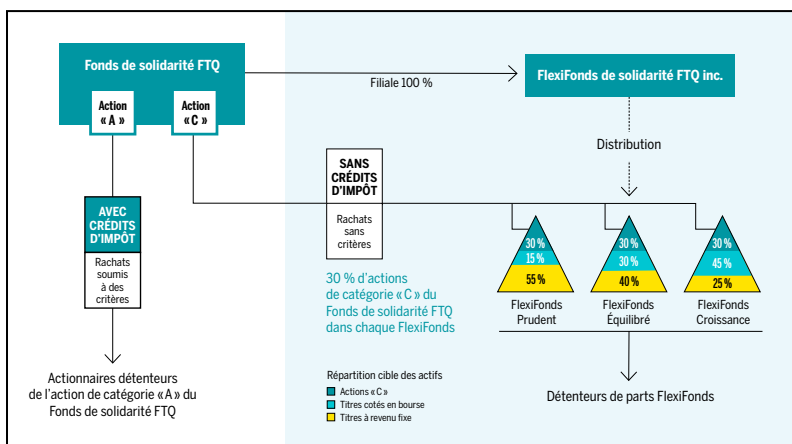 Fonds de solidarité FTQ
Filiale 100 %
FlexiFonds de solidarité FTQ inc.
Action
« A »
Action
« C »
Distribution
SANS
CRÉDITS
D'IMPÔT
Rachats
sans
critères
AVEC
CRÉDITS
D'IMPÔT
Rachats
soumis
à des
critères
30 % d'actions
de catégorie « C » du
Fonds de solidarité FTQ
dans chaque FlexiFonds
30 %
15 %
55 %
FlexiFonds
Prudent
30 %
30 %
40 %
FlexiFonds
Équilibré
30 %
45 %
25 %
FlexiFonds
Croissance
Actionnaires détenteurs
de l'action de catégorie « A » du
Fonds de solidarité FTQ
Répartition cible des actifs
Actions « C »
Titres cotés en bourse
Titres à revenu fixe
Détenteurs de parts FlexiFonds